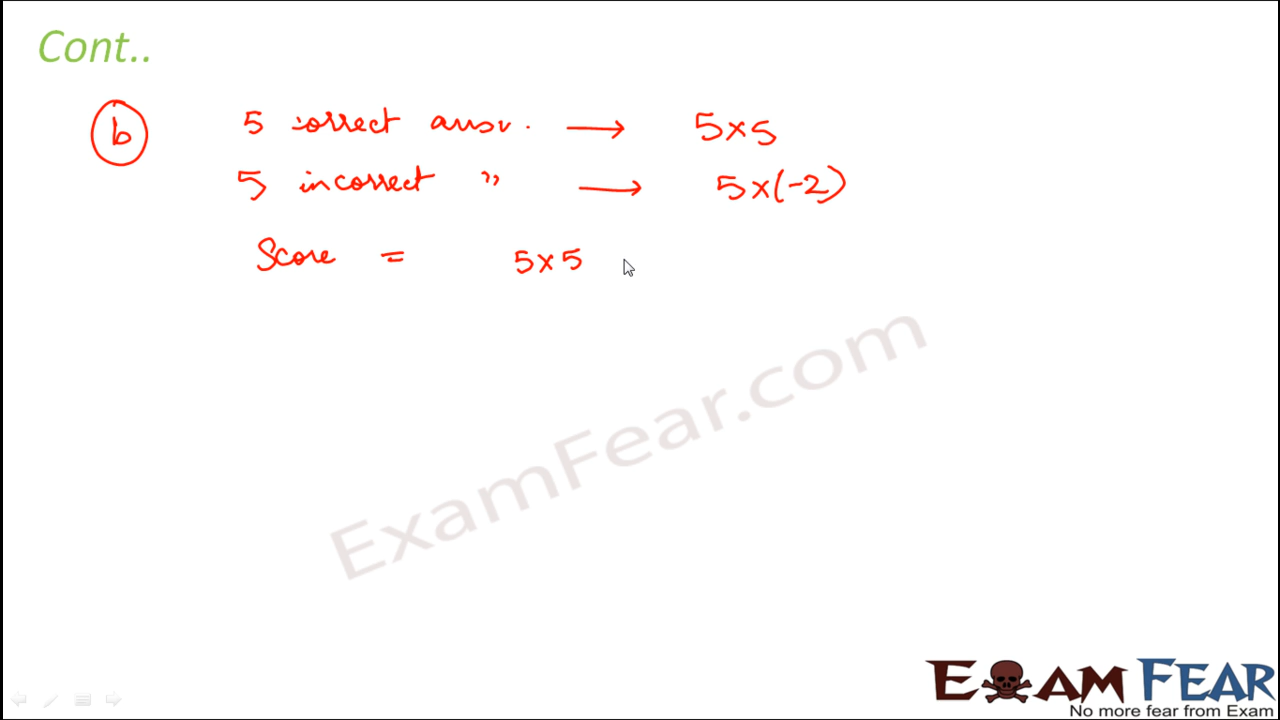 Cont..
b 5 correct answ. → 5×5
5 incorrect " → 5×(-2)
Score = 5×5
ExamFear.com
EXAM FEAR
No more fear from Exam